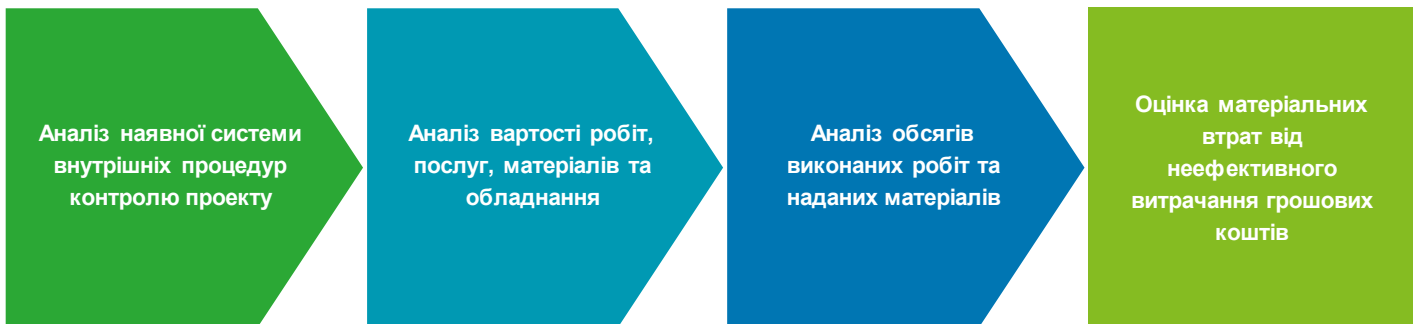 Аналіз наявної системи
внутрішніх процедур
контролю проекту
Аналіз вартості робіт,
послуг, матеріалів та
обладнання
Аналіз обсягів
виконаних робіт та
наданих матеріалів
Оцінка матеріальних
втрат від
неефективного
витрачання грошових
коштів